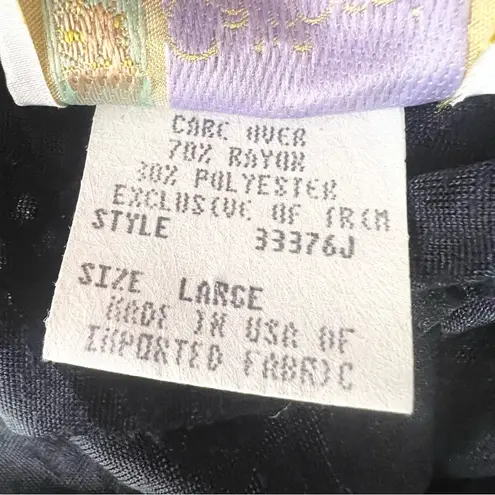 CARE OVER
70% RAYON
30% POLYESTER
EXCLUSIVE OF TRIM
STYLE 33376J
SIZE LARGE
MADE IN USA OF
IMPORTED FABRIC